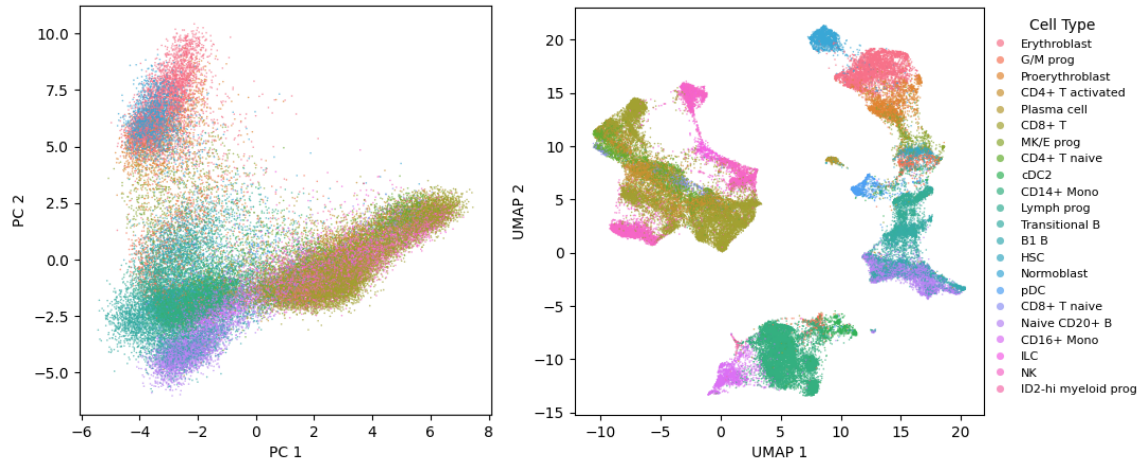 10.0
7.5
5.0
2.5
0.0
−2.5
−5.0
PC 2
−6
−4
−2
0
2
4
6
8
PC 1
20
15
10
5
0
−5
−10
−15
UMAP 2
−10
−5
0
5
10
15
20
UMAP 1
Cell Type
Erythroblast
G/M prog
Proerythroblast
CD4+ T activated
Plasma cell
CD8+ T
MK/E prog
CD4+ T naive
cDC2
CD14+ Mono
Lymph prog
Transitional B
B1 B
HSC
Normoblast
pDC
CD8+ T naive
Naive CD20+ B
CD16+ Mono
ILC
NK
ID2-hi myeloid prog